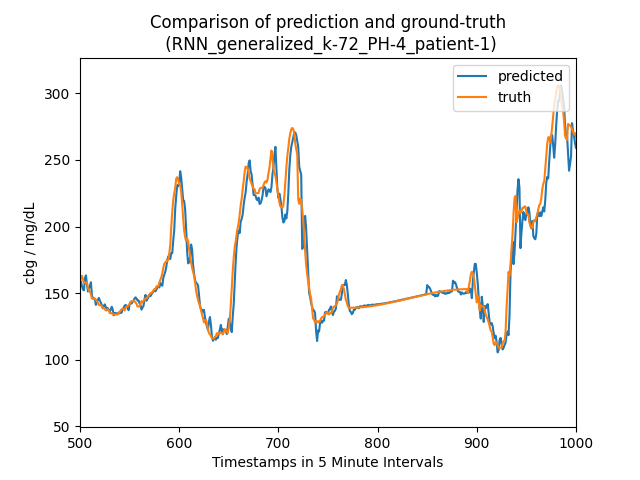 Comparison of prediction and ground-truth
(RNN_generalized_k-72_PH-4_patient-1)
predicted
truth
cbg / mg/dL
300
250
200
150
100
50
500
600
700
800
900
1000
Timestamps in 5 Minute Intervals